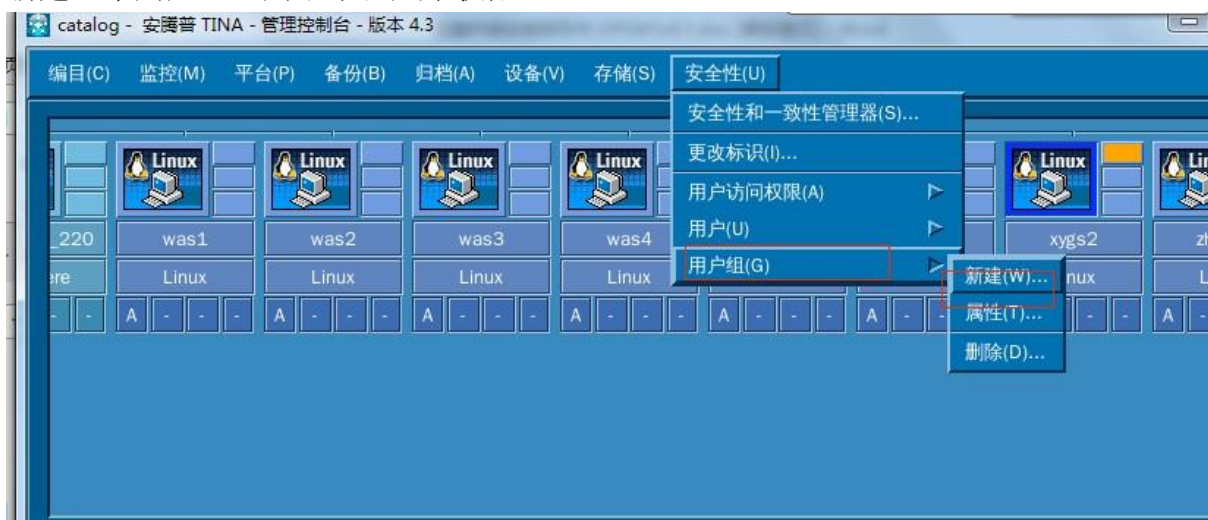 catalog - 安腾普 TINA - 管理控制台 - 版本 4.3
编目(C) 监控(M) 平台(P) 备份(B) 归档(A) 设备(V) 存储(S) 安全性(U)
安全性和一致性管理器(S)...
更改标识(I)...
用户访问权限(A)
用户(U)
用户组(G)
新建(W)...
属性(T)...
删除(D)...
Linux Linux Linux Linux Linux
_220 was1 was2 was3 was4 xygs2
Linux Linux Linux Linux nux
- - A - - - A - - - A - - - A - - - A - - - A - - - - A -